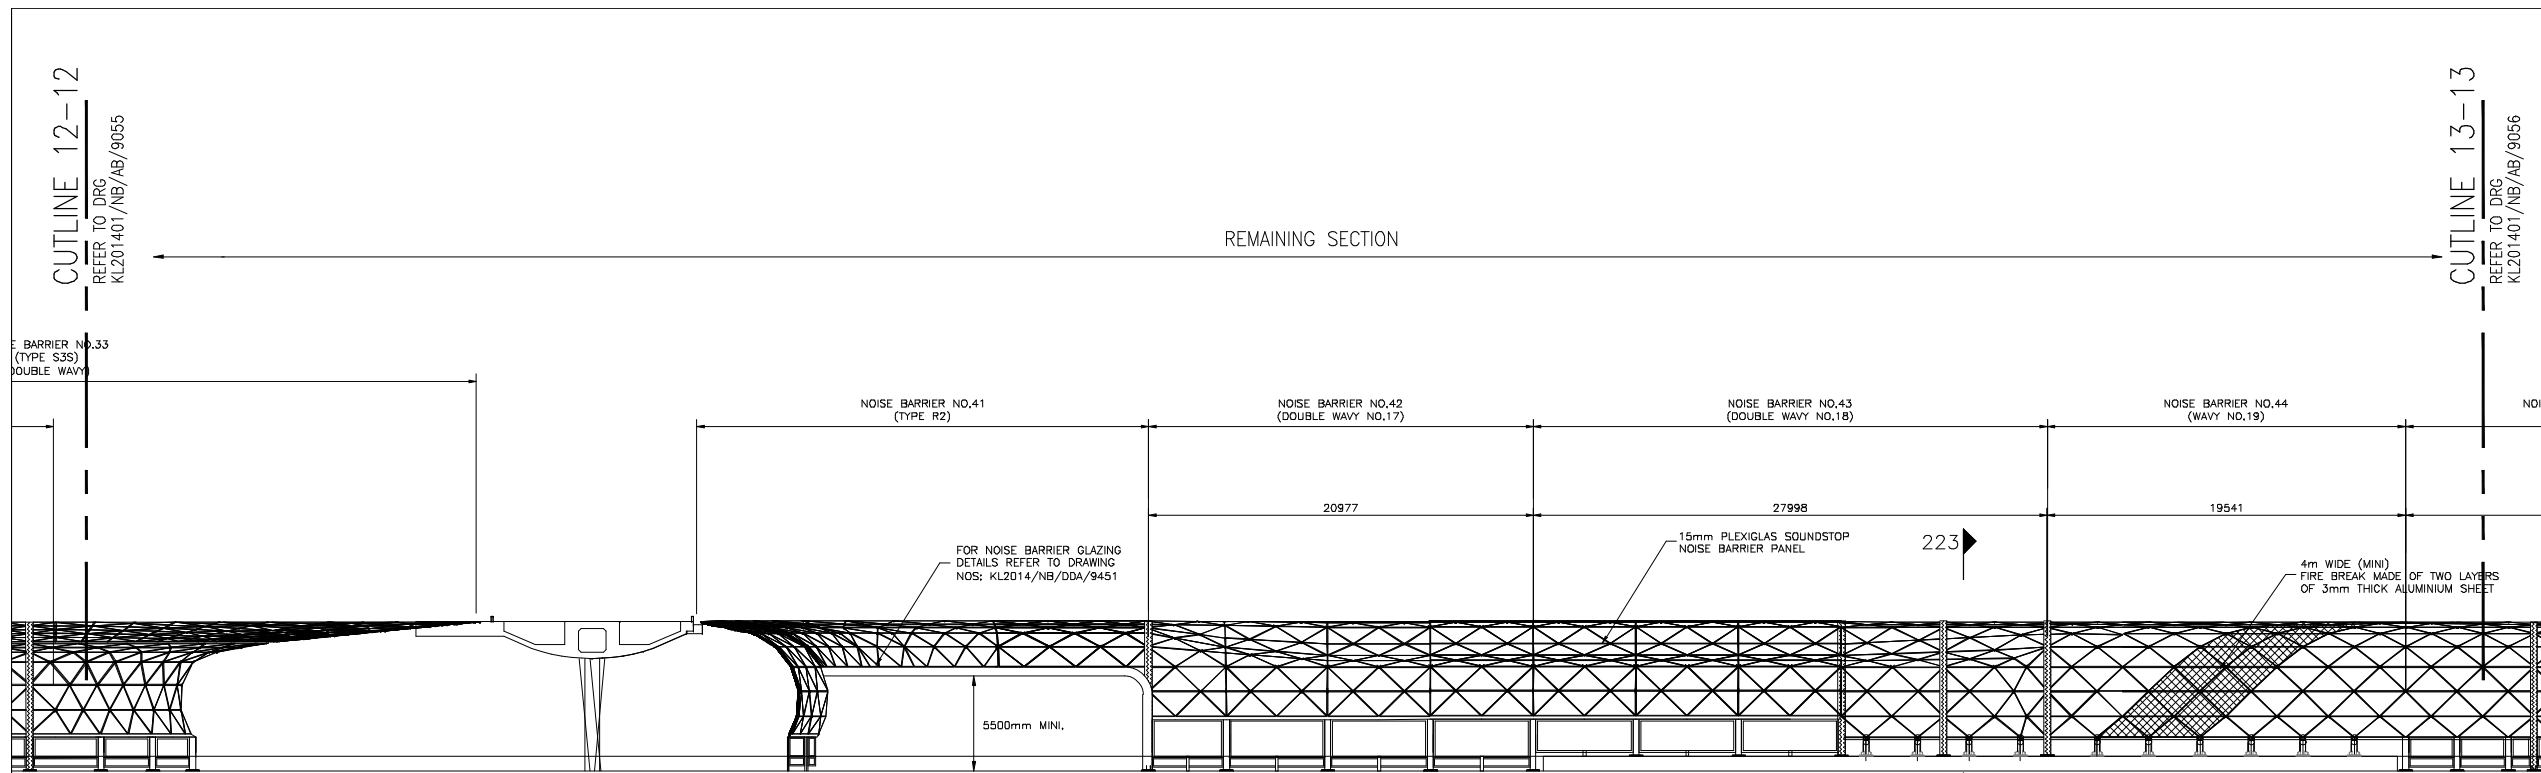 CUTLINE 12-12
REFER TO DRG
KL201401/NB/AB/9055
CUTLINE 13-13
REFER TO DRG
KL201401/NB/AB/9056
REMAINING SECTION
E BARRIER NO.33
(TYPE S3S)
DOUBLE WAVY)
NOISE BARRIER NO.41
(TYPE R2)
NOISE BARRIER NO.42
(DOUBLE WAVY NO.17)
NOISE BARRIER NO.43
(DOUBLE WAVY NO.18)
NOISE BARRIER NO.44
(WAVY NO.19)
NOI
20977
27998
19541
FOR NOISE BARRIER GLAZING
DETAILS REFER TO DRAWING
NOS: KL2014/NB/DDA/9451
15mm PLEXIGLAS SOUNDSTOP
NOISE BARRIER PANEL
223
4m WIDE (MINI)
FIRE BREAK MADE OF TWO LAYERS
OF 3mm THICK ALUMINIUM SHEET
5500mm MINI.